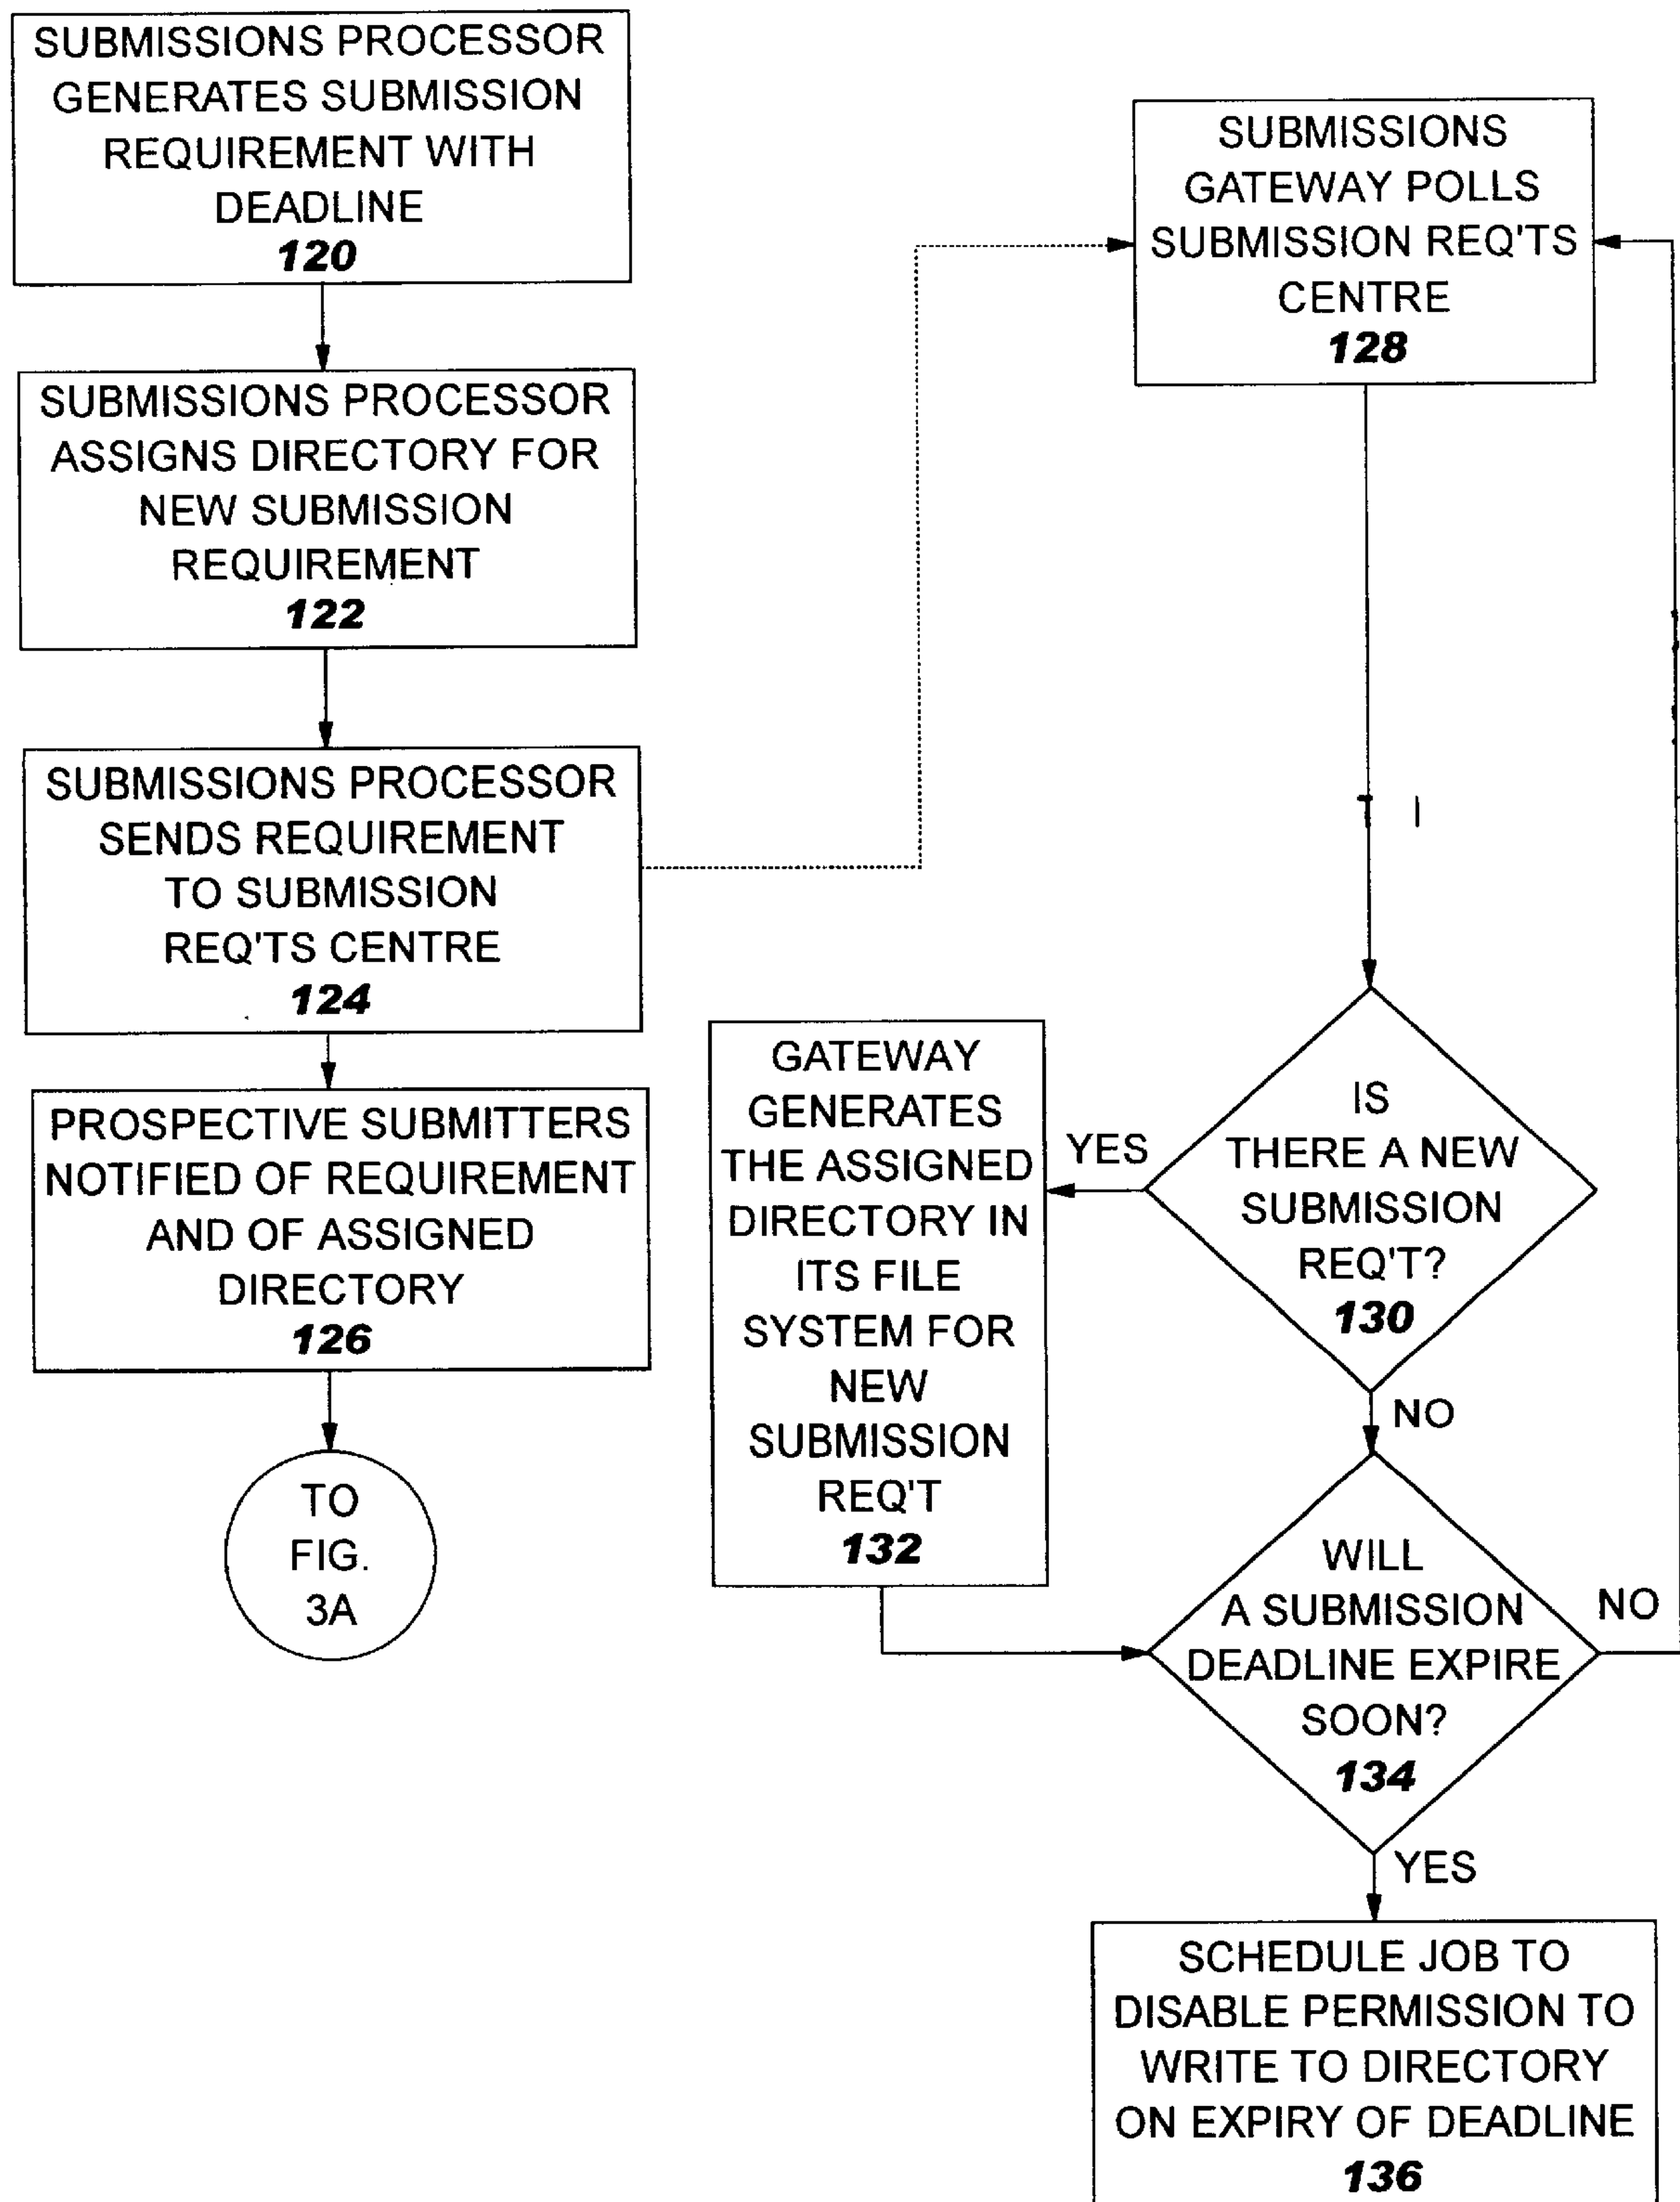 SUBMISSIONS PROCESSOR
GENERATES SUBMISSION
REQUIREMENT WITH
DEADLINE
120
SUBMISSIONS PROCESSOR
ASSIGNS DIRECTORY FOR
NEW SUBMISSION
REQUIREMENT
122
SUBMISSIONS PROCESSOR
SENDS REQUIREMENT
TO SUBMISSION
REQ'TS CENTRE
124
PROSPECTIVE SUBMITTERS
NOTIFIED OF REQUIREMENT
AND OF ASSIGNED
DIRECTORY
126
TO
FIG.
3A
SUBMISSIONS
GATEWAY POLLS
SUBMISSION REQ'TS
CENTRE
128
IS
THERE A NEW
SUBMISSION
REQ'T?
130
YES
NO
GATEWAY
GENERATES
THE ASSIGNED
DIRECTORY IN
ITS FILE
SYSTEM FOR
NEW
SUBMISSION
REQ'T
132
WILL
A SUBMISSION
DEADLINE EXPIRE
SOON?
134
NO
YES
SCHEDULE JOB TO
DISABLE PERMISSION TO
WRITE TO DIRECTORY
ON EXPIRY OF DEADLINE
136